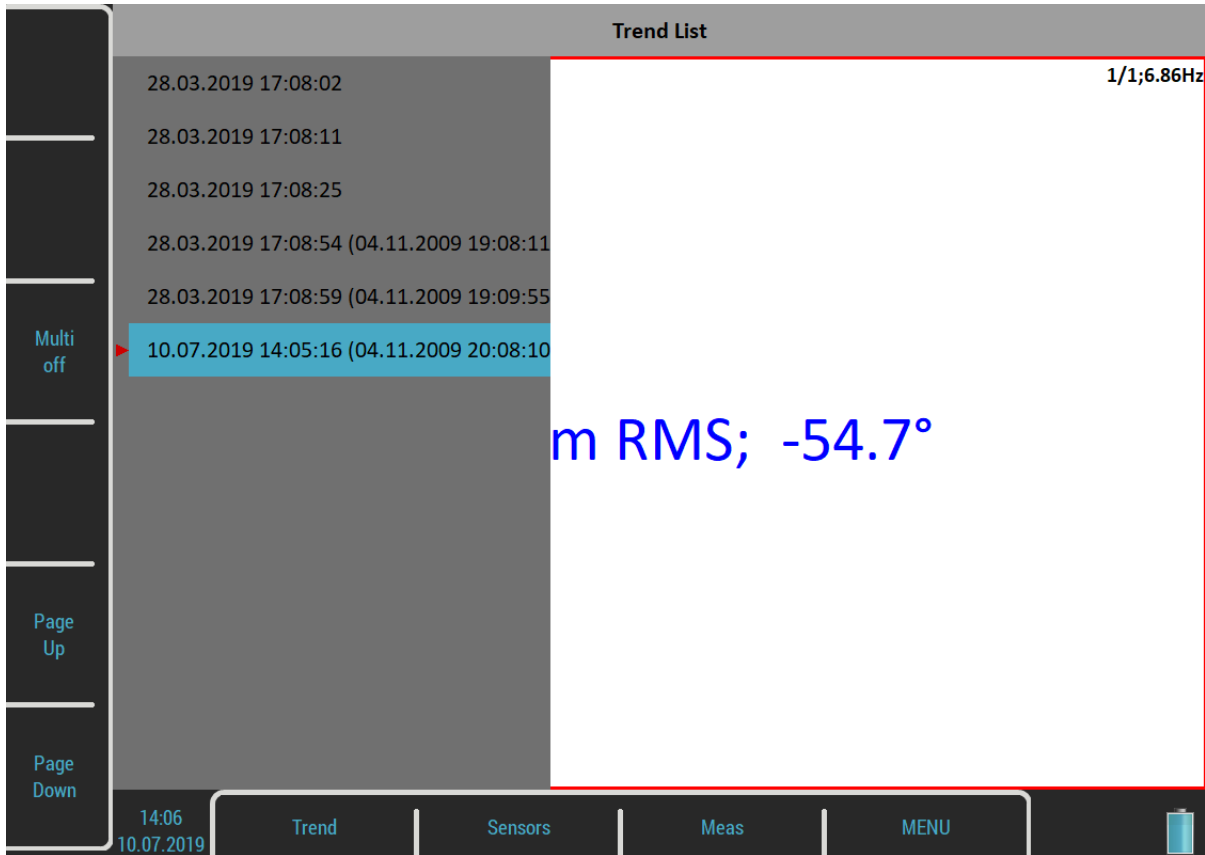 Trend List
28.03.2019 17:08:02
28.03.2019 17:08:11
28.03.2019 17:08:25
28.03.2019 17:08:54 (04.11.2009 19:08:11
28.03.2019 17:08:59 (04.11.2009 19:09:55
10.07.2019 14:05:16 (04.11.2009 20:08:10
1/1;6.86Hz
m RMS; -54.7°
Multi
off
Page
Up
Page
Down
14:06
10.07.2019
Trend
Sensors
Meas
MENU